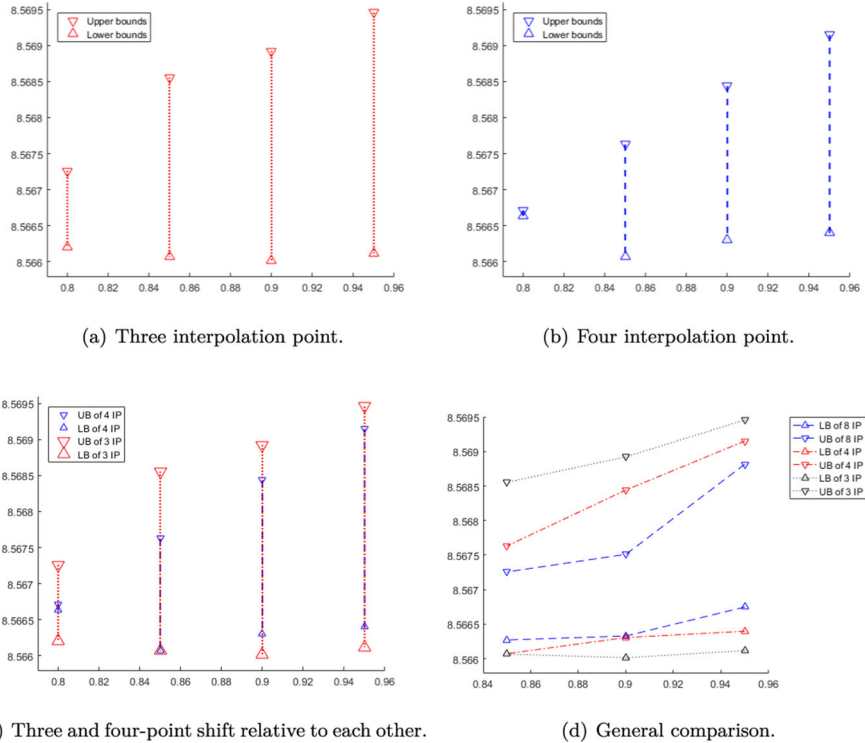 8.5695
8.569
8.5685
8.568
8.5675
8.567
8.5665
8.566
Upper bounds
Lower bounds
0.8 0.82 0.84 0.86 0.88 0.9 0.92 0.94 0.96
(a) Three interpolation point.
8.5695
8.569
8.5685
8.568
8.5675
8.567
8.5665
8.566
Upper bounds
Lower bounds
0.8 0.82 0.84 0.86 0.88 0.9 0.92 0.94 0.96
(b) Four interpolation point.
8.5695
8.569
8.5685
8.568
8.5675
8.567
8.5665
8.566
UB of 4 IP
LB of 4 IP
UB of 3 IP
LB of 3 IP
0.8 0.82 0.84 0.86 0.88 0.9 0.92 0.94 0.96
) Three and four-point shift relative to each other.
8.5695
8.569
8.5685
8.568
8.5675
8.567
8.5665
8.566
LB of 8 IP
UB of 8 IP
LB of 4 IP
UB of 4 IP
LB of 3 IP
UB of 3 IP
0.84 0.86 0.88 0.9 0.92 0.94 0.96
(d) General comparison.